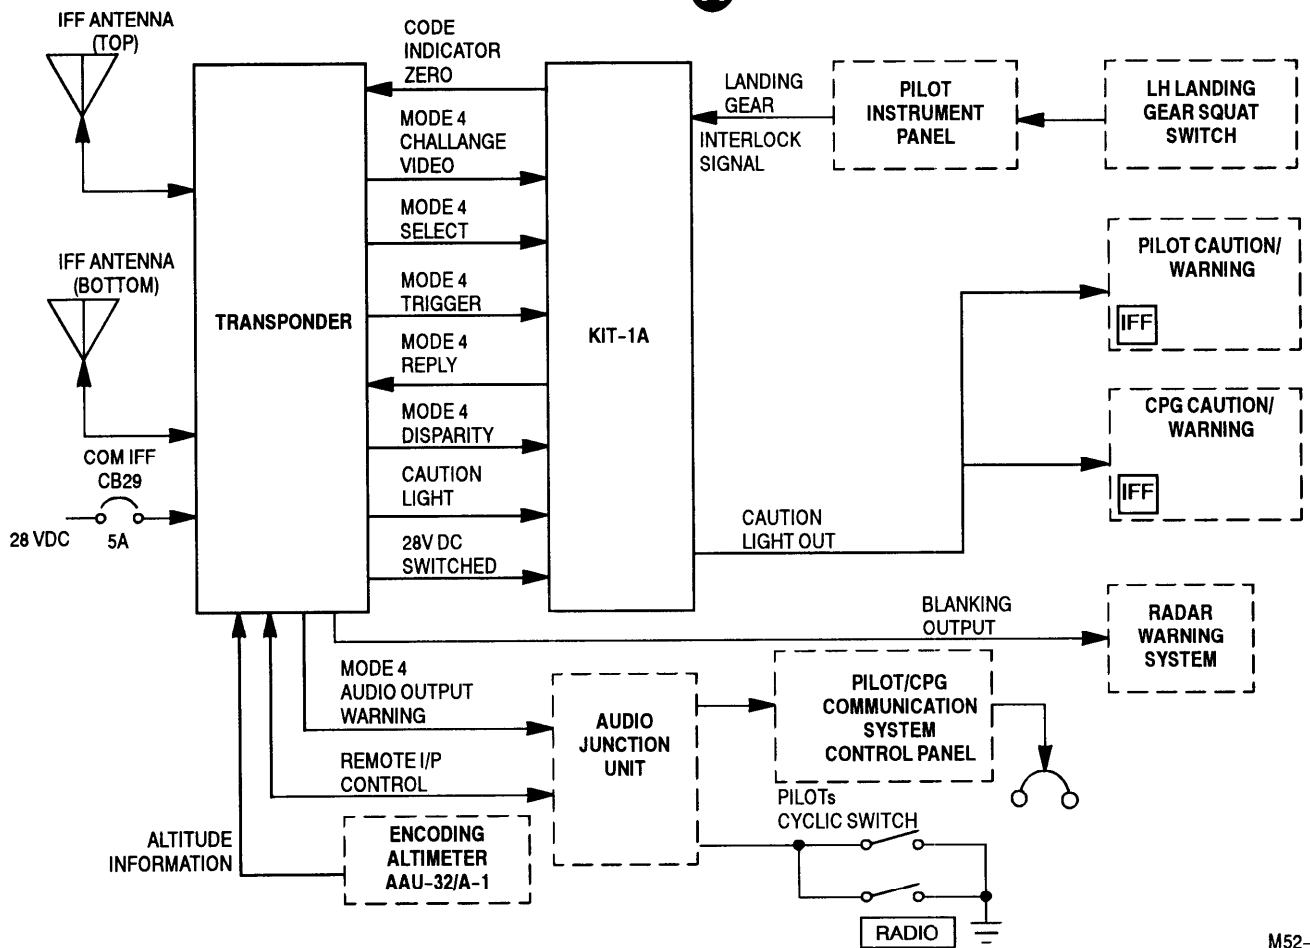 IFF ANTENNA
(TOP)
CODE
INDICATOR
ZERO
MODE 4
CHALLANGE
VIDEO
MODE 4
SELECT
MODE 4
TRIGGER
MODE 4
REPLY
MODE 4
DISPARITY
CAUTION
LIGHT
28V DC
SWITCHED
IFF ANTENNA
(BOTTOM)
COM IFF
CB29
28 VDC
5A
TRANSPONDER
KIT-1A
LANDING
GEAR
INTERLOCK
SIGNAL
PILOT
INSTRUMENT
PANEL
LH LANDING
GEAR SQUAT
SWITCH
PILOT CAUTION/
WARNING
IFF
CPG CAUTION/
WARNING
IFF
CAUTION
LIGHT OUT
BLANKING
OUTPUT
RADAR
WARNING
SYSTEM
MODE 4
AUDIO OUTPUT
WARNING
REMOTE I/P
CONTROL
AUDIO
JUNCTION
UNIT
PILOT/CPG
COMMUNICATION
SYSTEM
CONTROL PANEL
PILOTs
CYCLIC SWITCH
RADIO
ALTITUDE
INFORMATION
ENCODING
ALTIMETER
AAU-32/A-1
M52-